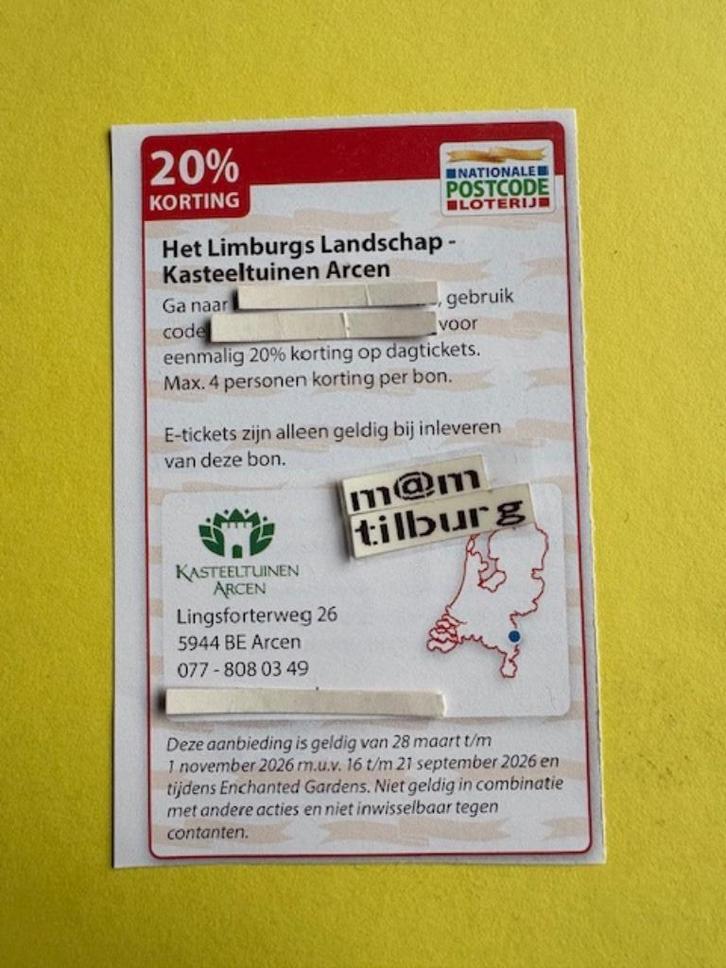 20%
KORTING
NATIONALE
POSTCODE
LOTERIJ
Het Limburgs Landschap -
Kasteeltuinen Arcen
Ga naar , gebruik
code voor
eenmalig 20% korting op dagtickets.
Max. 4 personen korting per bon.
E-tickets zijn alleen geldig bij inleveren
van deze bon.
m@m
tilburg
KASTEELTUINEN
ARCEN
Lingsforterweg 26
5944 BE Arcen
077 - 808 03 49
Deze aanbieding is geldig van 28 maart t/m
1 november 2026 m.u.v. 16 t/m 21 september 2026 en
tijdens Enchanted Gardens. Niet geldig in combinatie
met andere acties en niet inwisselbaar tegen
contanten.